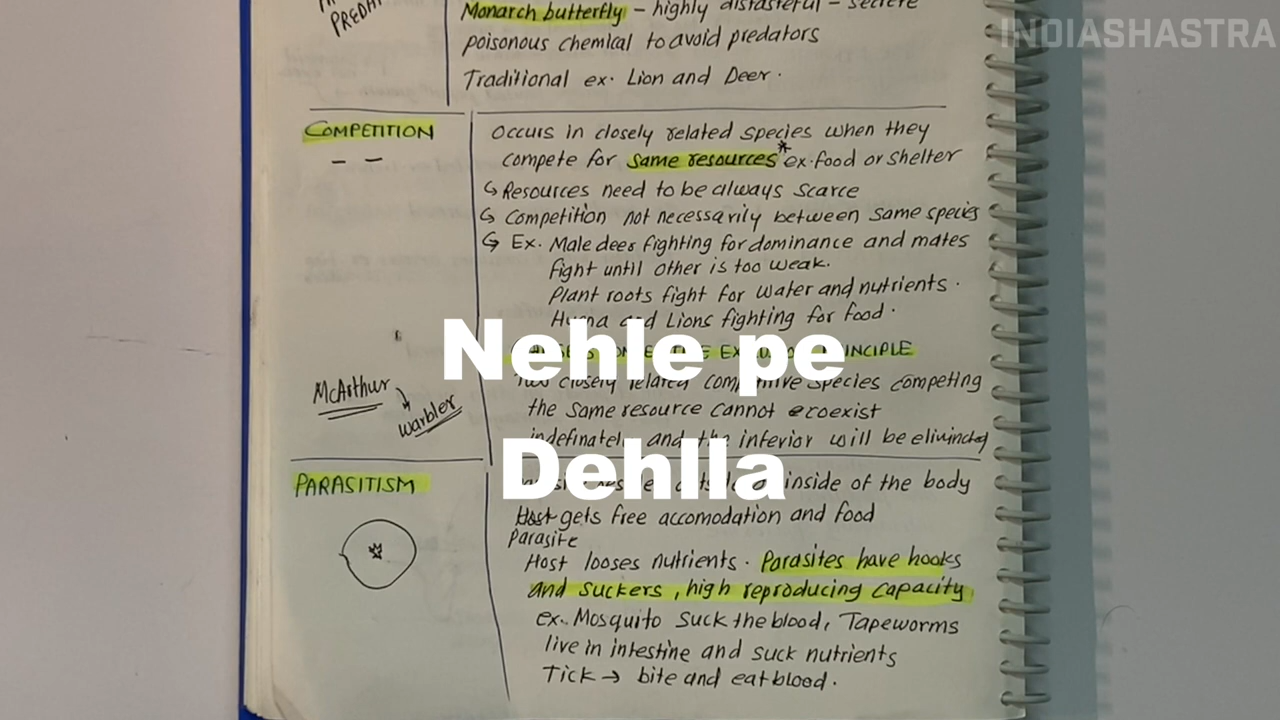 PREDA
Monarch butterfly – highly distasteful – secrete
INDIASHASTRA
poisonous chemical to avoid predators
Traditional ex. Lion and Deer.
COMPETITION
Occurs in closely related species when they
compete for same resources* ex. food or shelter
Resources need to be always scarce
Competition not necessarily between same species
Ex. Male deer fighting for dominance and mates
fight until other is too weak.
Plant roots fight for water and nutrients.
and Lions fighting for food.
Nehle pe
closely related species competing
McArthur
warbler
the same resource cannot coexist
and the inferior will be
Dehlla
PARASITISM
inside of the body
Host gets free accomodation and food
Parasite
Host looses nutrients. Parasites have hooks
and suckers, high reproducing capacity
ex. Mosquito suck the blood, Tapeworms
live in intestine and suck nutrients
Tick → bite and eat blood.